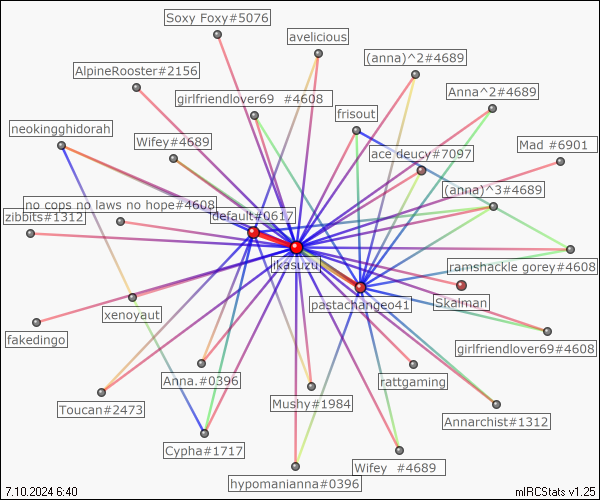 Soxy Foxy#5076
avelicious
(anna)^2#4689
AlpineRooster#2156
Anna^2#4689
girlfriendlover69 #4608
frisout
neokingghidorah
Wifey#4689
Mad #6901
ace deucy#7097
(anna)^3#4689
no cops no laws no hope#4608
zibbits#1312
default#0617
ikasuzu
ramshackle gorey#4608
pastachangeo41
Skalman
xenoyaut
fakedingo
girlfriendlover69#4608
Anna.#0396
rattgaming
Toucan#2473
Mushy#1984
Annarchist#1312
Cypha#1717
Wifey #4689
hypomanianna#0396
7.10.2024 6:40
mIRCStats v1.25